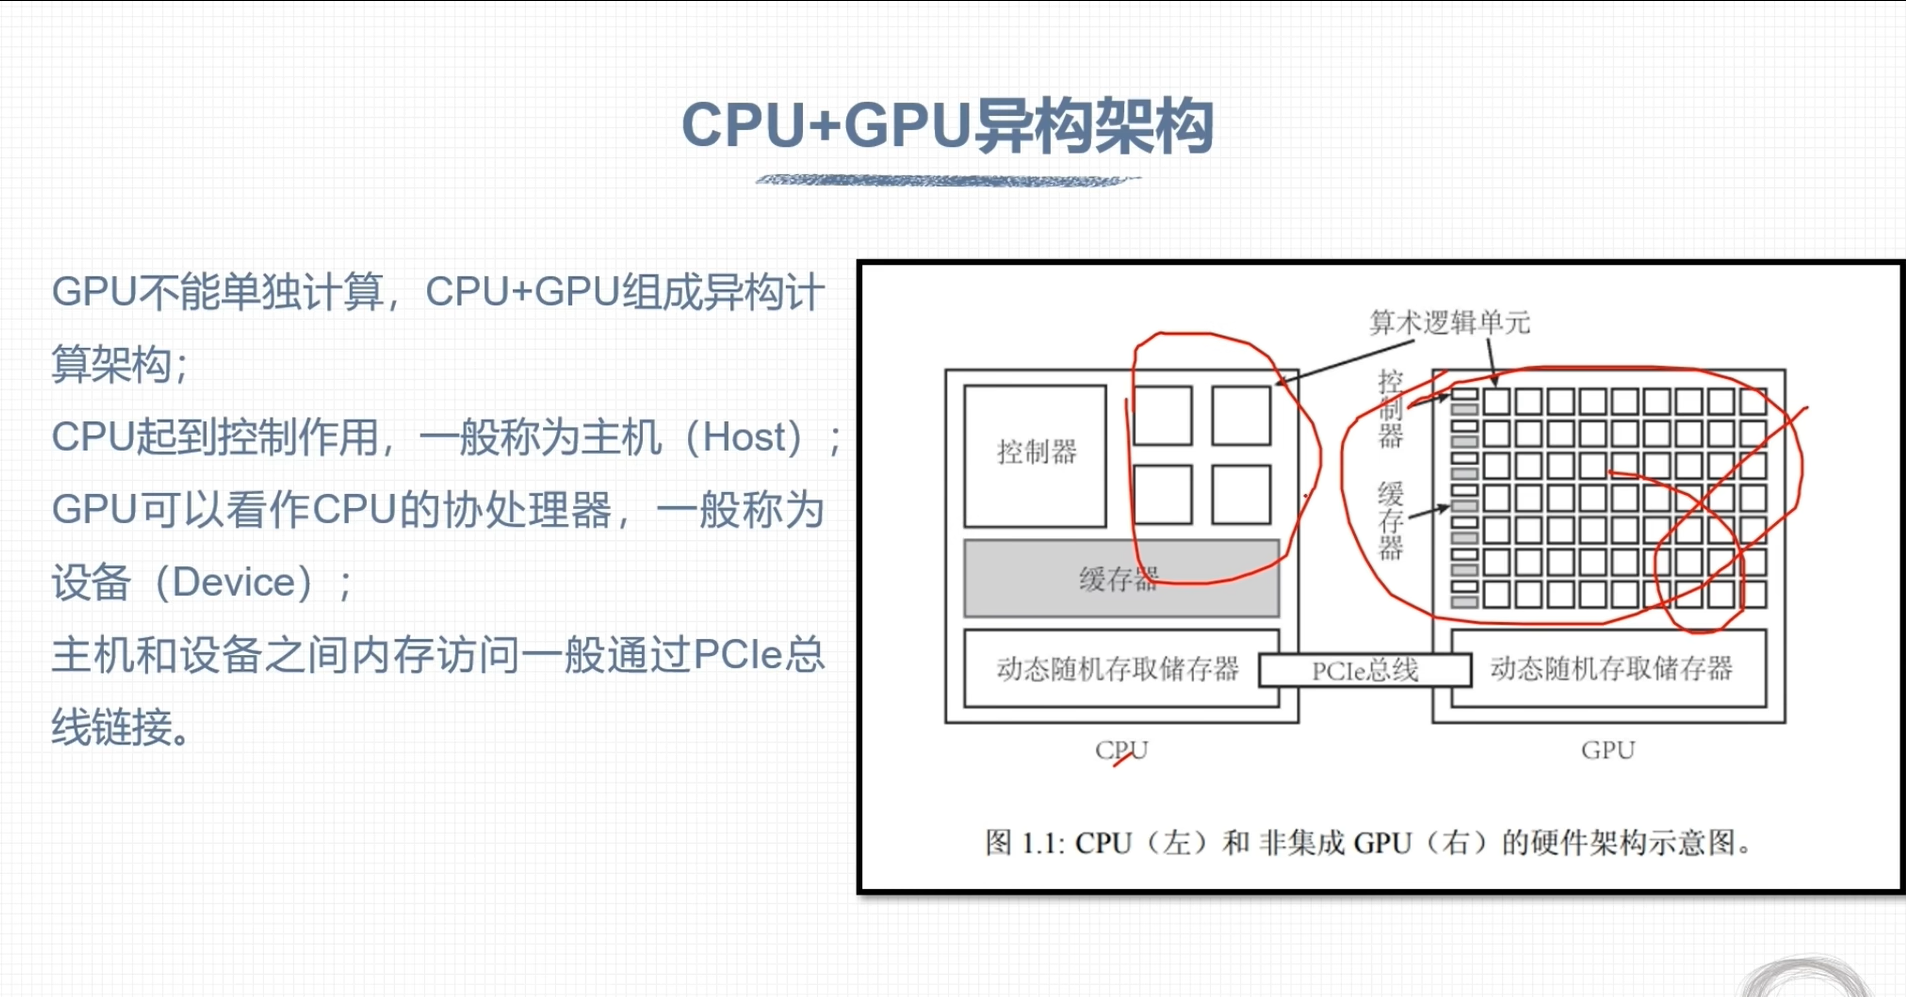 CPU+GPU异构架构
GPU不能单独计算，CPU+GPU组成异构计
算架构；
CPU起到控制作用，一般称为主机（Host）；
GPU可以看作CPU的协处理器，一般称为
设备（Device）；
主机和设备之间内存访问一般通过PCIe总
线链接。
算术逻辑单元
控制器
缓存器
动态随机存取储存器
CPU
PCIe总线
控制器
缓存器
动态随机存取储存器
GPU
图 1.1: CPU（左）和 非集成 GPU（右）的硬件架构示意图。